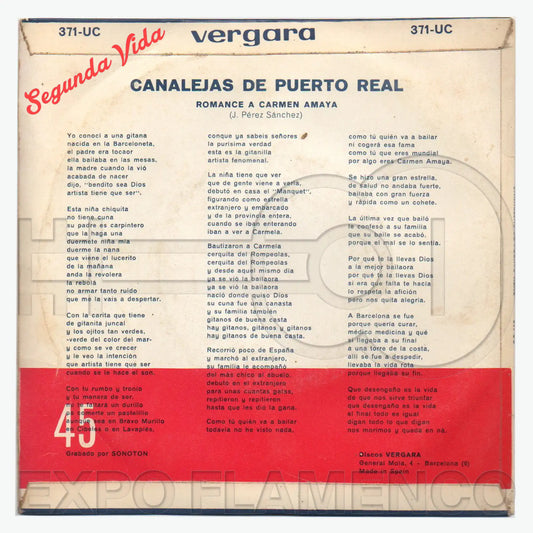 371-UC
vergara
371-UC
Segunda Vida
CANALEJAS DE PUERTO REAL
ROMANCE A CARMEN AMAYA
(J. Pérez Sánchez)
Yo conocí a una gitana
nacida en la Barceloneta,
el padre era tocaor
ella bailaba en las mesas,
la madre cuando la vió
acabada de nacer
dijo, "bendito sea Dios
artista tiene que ser".
Esta niña chiquita
no tiene cuna
su padre es carpintero
que la haga una
duermete niña mía
duerme la nana
que viene el lucerito
de la mañana
anda la revolera
la rebola
no armar tanto ruido
que me la vais a despertar.
Con la carita que tiene
de gitanita juncal
y los ojitos tan verdes,
-verde del color del mar-
y como se ve crecer
y le veo la intención
que artista tiene que ser
cuando se le hace el son.
Con tu rumbo y tronío
y tu manera da ser,
durillo
comerte un pastelillo
aunque sea en Bravo Murillo
en Cibeles o en Lavapiés,
45
Grabado por SONOTON
conque ya sabeis señores
la purísima verdad
esta es la gitanilla
artista fenomenal.
La niña tiene que ver
que de gente viene a verla,
debutó en casa el "Manquet",
figurando como estrella
extranjero y embarcado
y de la provincia entera,
cuando se iban enterando
iban a ver a Carmela.
Bautizaron a Carmela
cerquita del Rompeolas,
cerquita del Rompeolas
y desde aquel mismo día
ya se vió la bailaora
ya se vió la bailaora
nació donde quiso Dios
su cuna fue una canasta
y su familia también
gitanos de buena casta
hay gitanos, gitanos y gitanos
hay gitanos de buena casta.
Recorrió poco de España
y marchó al extranjero,
su familia le acompañó
del más chico al abuelo,
debuto en el extranjero
para unas cuantas galas,
repitieron y repitieron
hasta que les dio la gana.
Como tú quién va a bailar
todavía no he visto nada.
como tú quién va a bailar
ni cogerá esa fama
como tú que eres mundial
por algo eres Carmen Amaya.
Se hizo una gran estrella,
de salud no andaba fuerte,
bailaba con gran fuerza
y rápida como un cohete.
La última vez que bailó
le confesó a su familia
que su baile se acabó,
porque el mal se lo sentía.
Por qué te la llevas Dios
a la mejor bailaora
por qué te la llevas Dios
si era que falta te hacía
lo respeta la afición
pero nos quita alegría.
A Barcelona se fue
porque quería curar,
médico medicina y qué
si llegaba a su final
a una torre de costa,
allí se fue a despedir,
llevaba la vida rota
porque llegaba su fin.
Que desengaño es la vida
de que nos sirve triunfar
que desengaño es la vida
al final todo es igual
digan todo lo que digan
nos morimos y quede en ná.
Discos VERGARA
General Mola, 4 - Barcelona (9)
Made in Spain
EXPO FLAMENCO